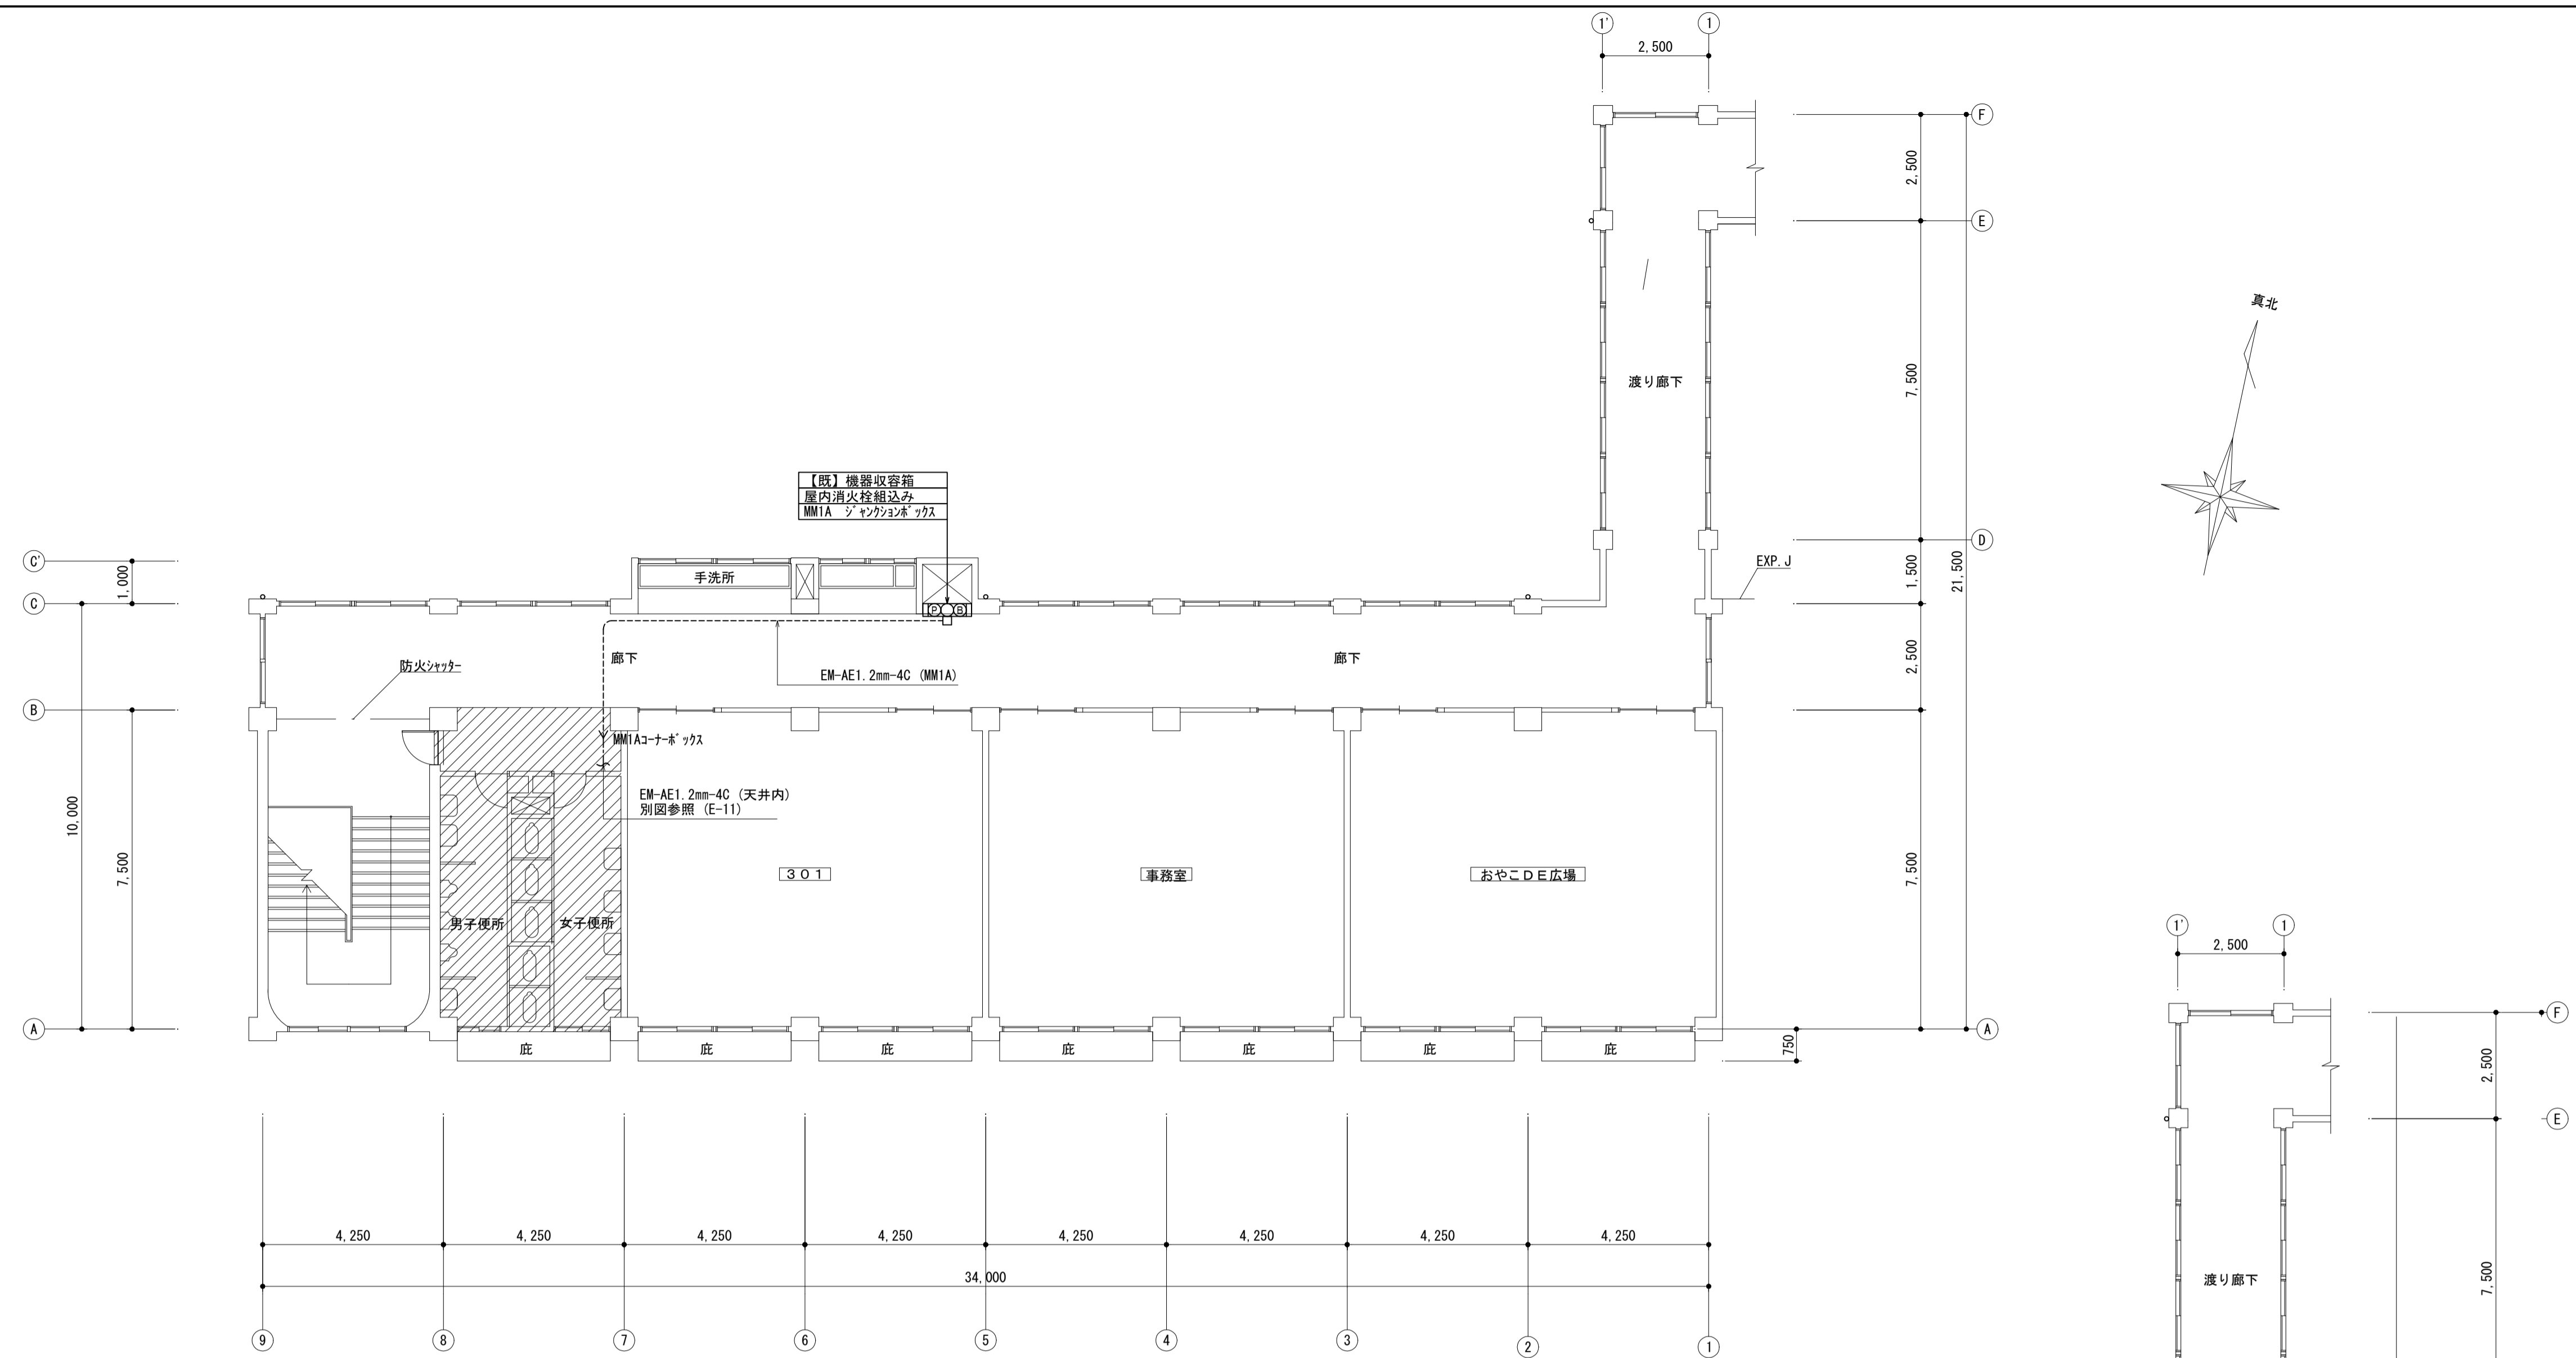 1'
1
2,500
F
2,500
E
真北
7,500
渡り廊下
【既】機器収容箱
屋内消火栓組込み
MM1A ｼﾞｬﾝｸｼｮﾝﾎﾞｯｸｽ
D
C'
1,000
手洗所
EXP.J
1,500
21,500
C
P
B
防火ｼｬｯﾀｰ
廊下
廊下
2,500
EM-AE1.2mm-4C (MM1A)
B
MM1Aｺｰﾅｰﾎﾞｯｸｽ
EM-AE1.2mm-4C (天井内)
別図参照 (E-11)
10,000
7,500
７,500
301
事務室
おやこＤＥ広場
男子便所
女子便所
A
A
庇
庇
庇
庇
庇
庇
庇
750
1'
1
2,500
F
2,500
E
4,250
4,250
4,250
4,250
4,250
4,250
4,250
4,250
34,000
渡り廊下
7,500
9
8
7
6
5
4
3
2
1